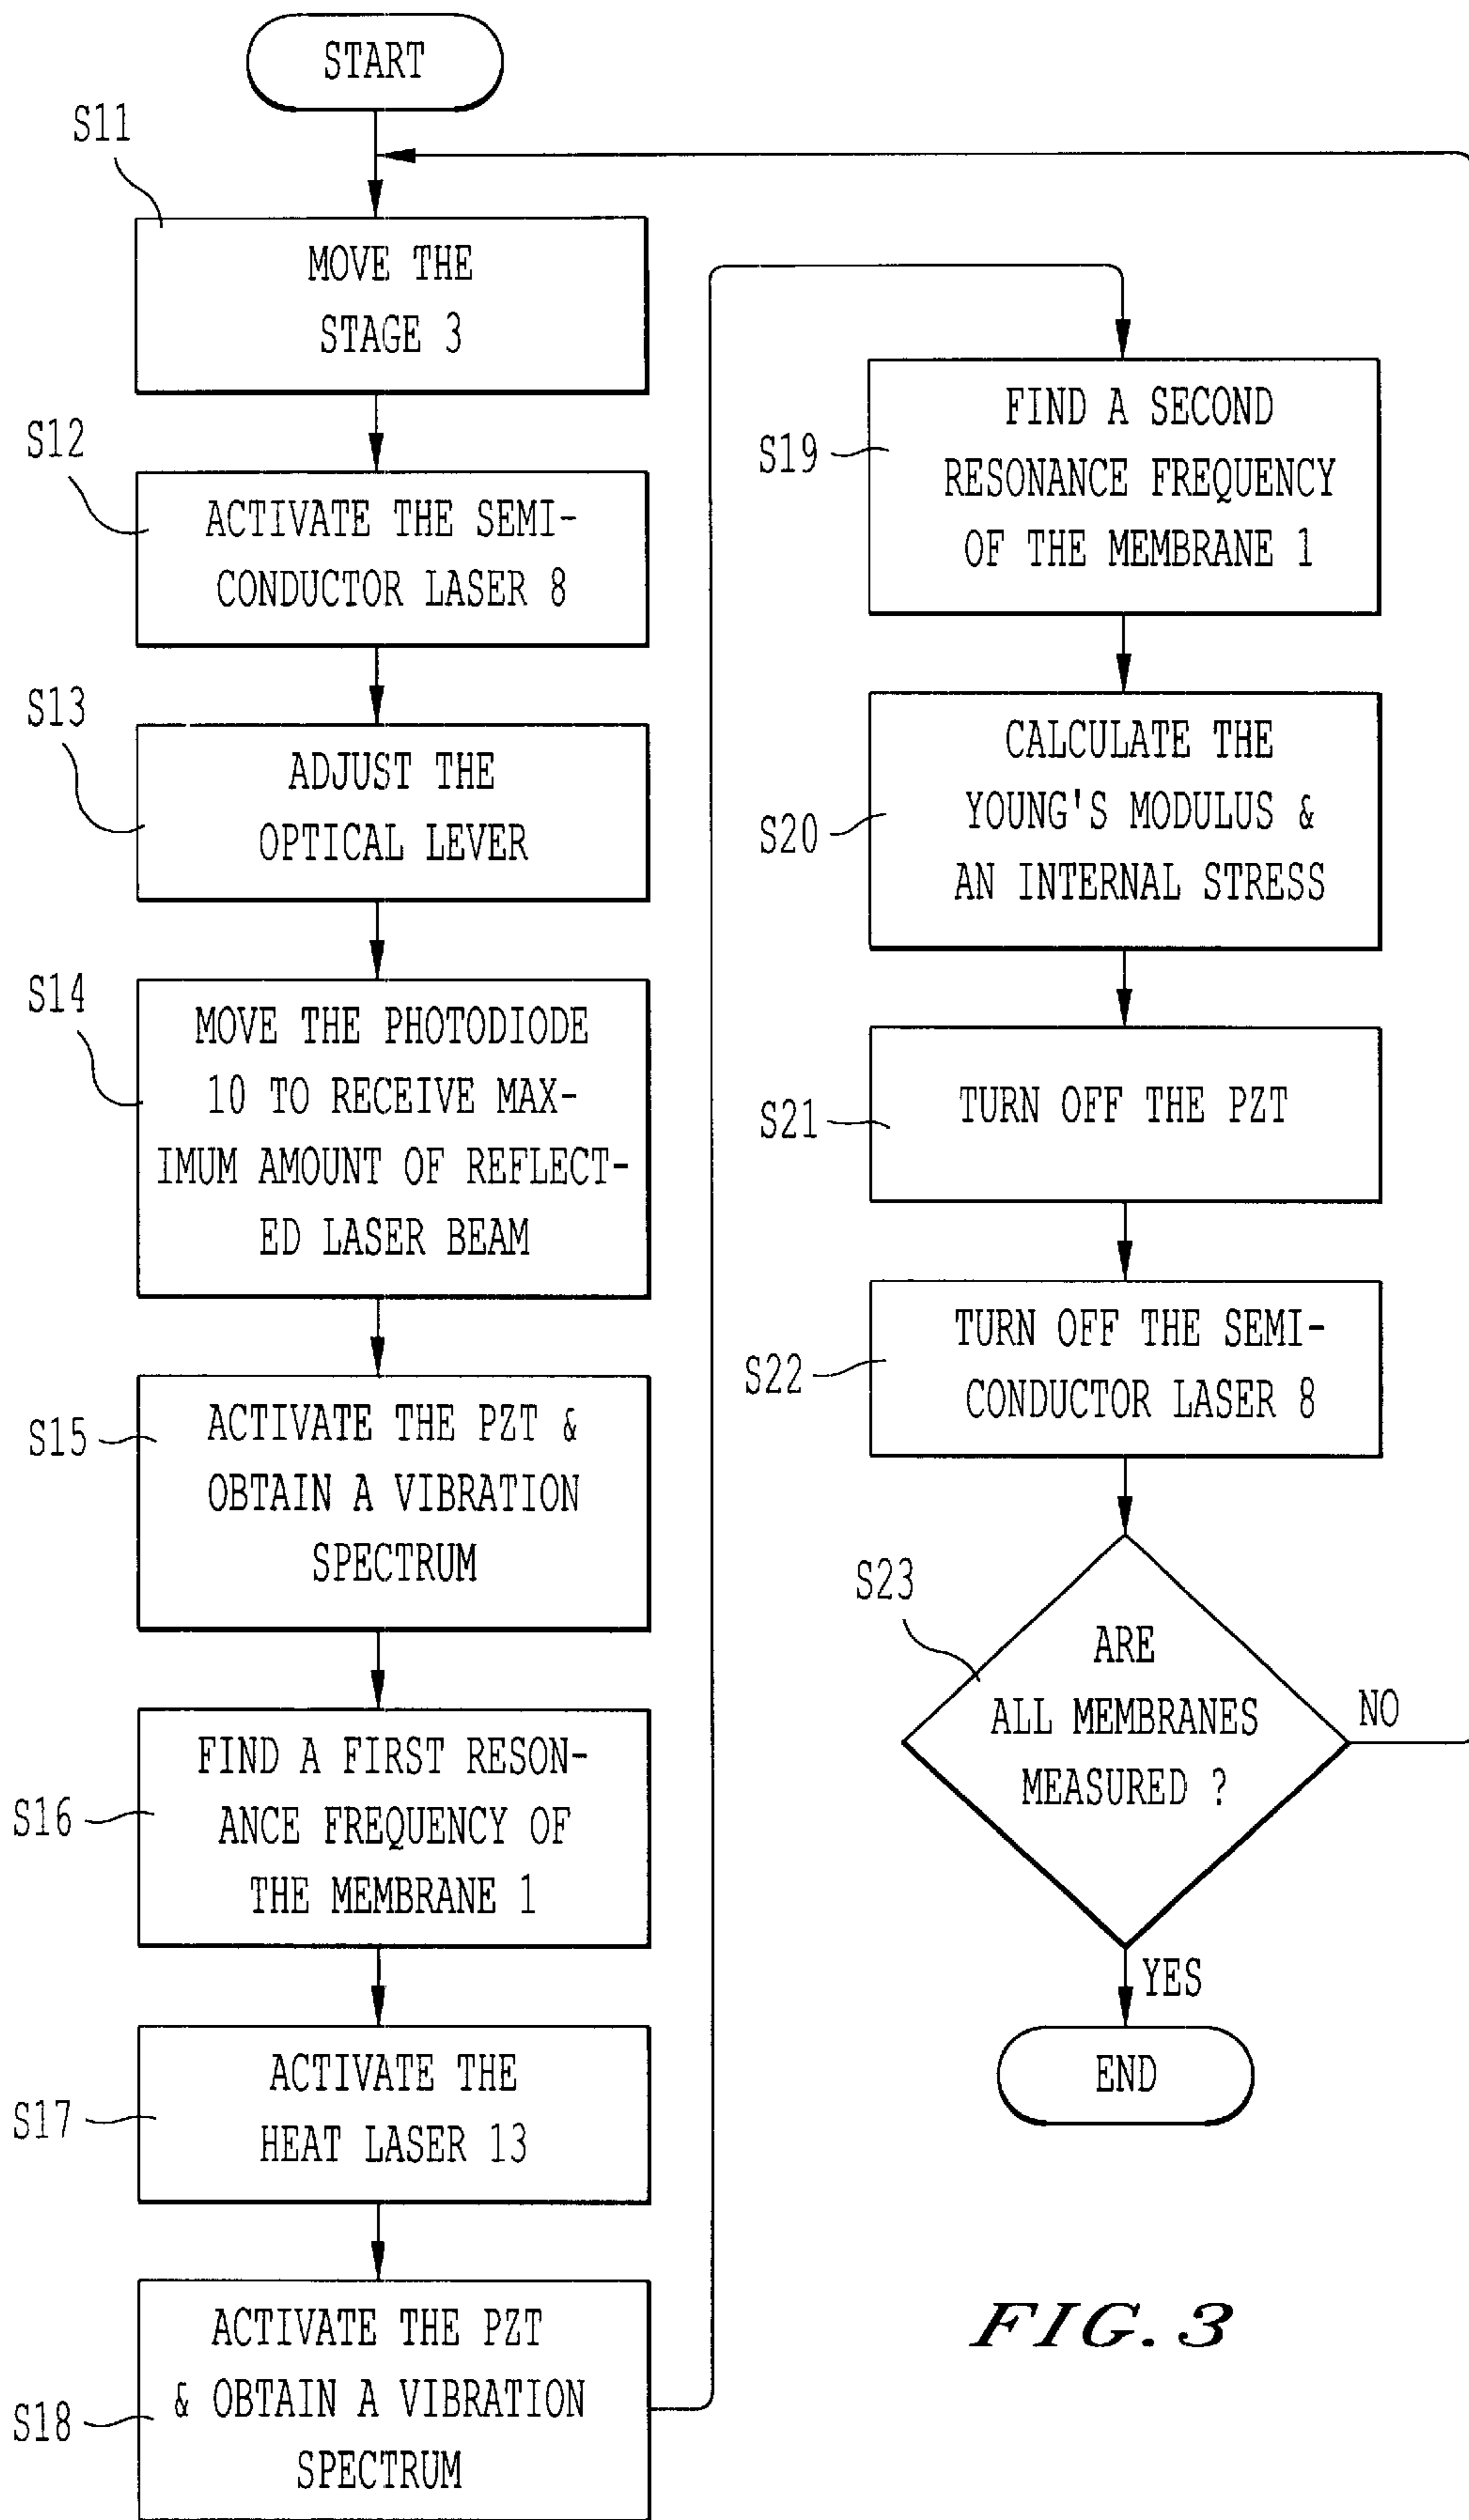 START
S11
MOVE THE
STAGE 3
S12
ACTIVATE THE SEMI-
CONDUCTOR LASER 8
S13
ADJUST THE
OPTICAL LEVER
S14
MOVE THE PHOTODIODE
10 TO RECEIVE MAX-
IMUM AMOUNT OF REFLECT-
ED LASER BEAM
S15
ACTIVATE THE PZT &
OBTAIN A VIBRATION
SPECTRUM
S16
FIND A FIRST RESON-
ANCE FREQUENCY OF
THE MEMBRANE 1
S17
ACTIVATE THE
HEAT LASER 13
S18
ACTIVATE THE PZT
& OBTAIN A VIBRATION
SPECTRUM
S19
FIND A SECOND
RESONANCE FREQUENCY
OF THE MEMBRANE 1
S20
CALCULATE THE
YOUNG'S MODULUS &
AN INTERNAL STRESS
S21
TURN OFF THE PZT
S22
TURN OFF THE SEMI-
CONDUCTOR LASER 8
S23
ARE
ALL MEMBRANES
MEASURED ?
NO
YES
END
FIG. 3